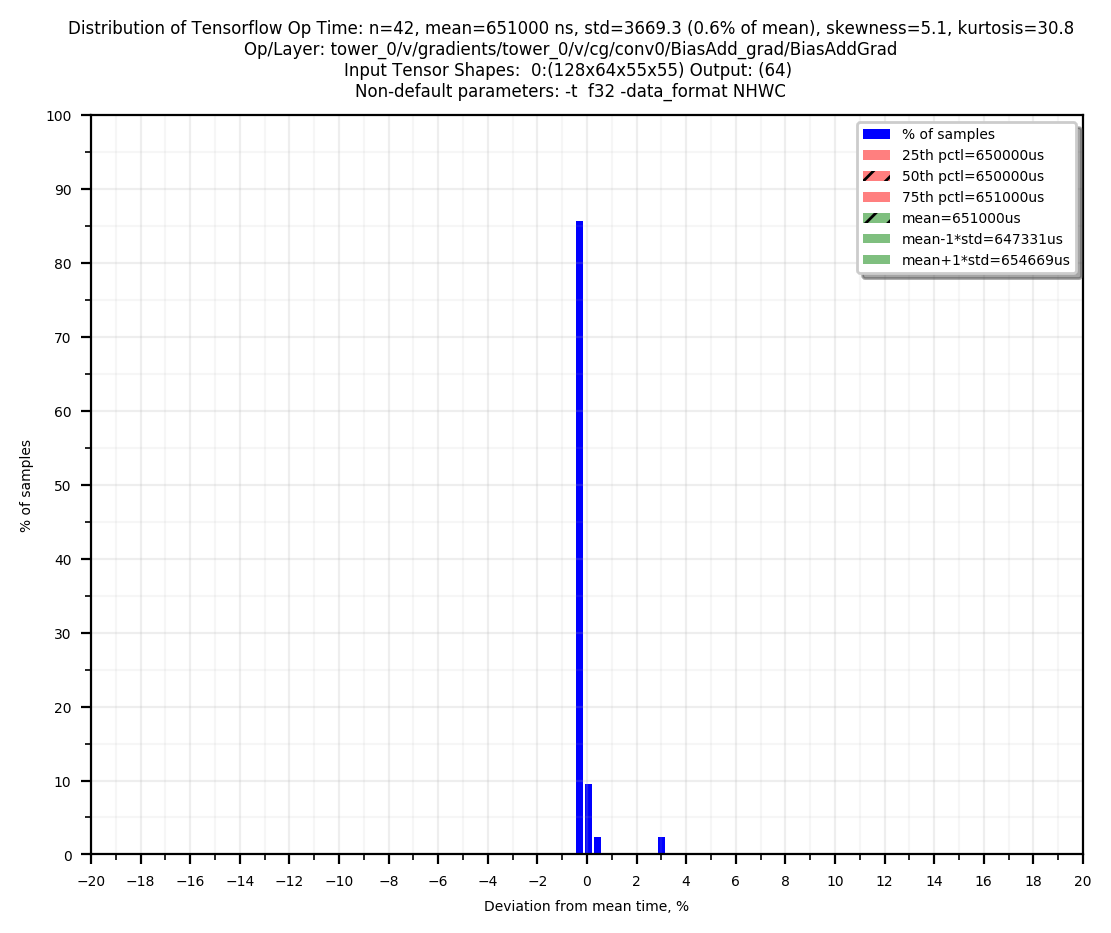 Distribution of Tensorflow Op Time: n=42, mean=651000 ns, std=3669.3 (0.6% of mean), skewness=5.1, kurtosis=30.8
Op/Layer: tower_0/v/gradients/tower_0/v/cg/conv0/BiasAdd_grad/BiasAddGrad
Input Tensor Shapes:  0:(128x64x55x55) Output: (64)
Non-default parameters: -t  f32 -data_format NHWC
% of samples
25th pctl=650000us
50th pctl=650000us
75th pctl=651000us
mean=651000us
mean-1*std=647331us
mean+1*std=654669us
100
90
80
70
60
50
40
30
20
10
0
% of samples
−20 −18 −16 −14 −12 −10 −8 −6 −4 −2 0 2 4 6 8 10 12 14 16 18 20
Deviation from mean time, %